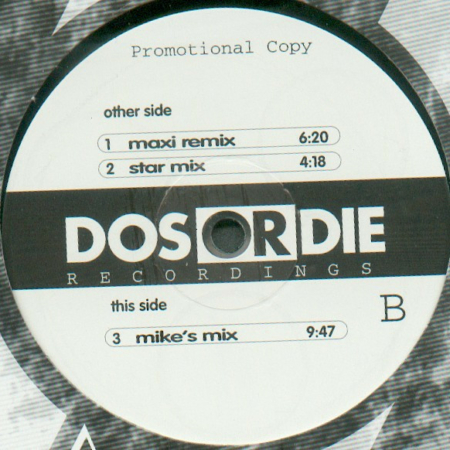 Promotional Copy
other side
1 maxi remix 6:20
2 star mix 4:18
DOS OR DIE
RECORDINGS
this side
B
3 mike's mix 9:47